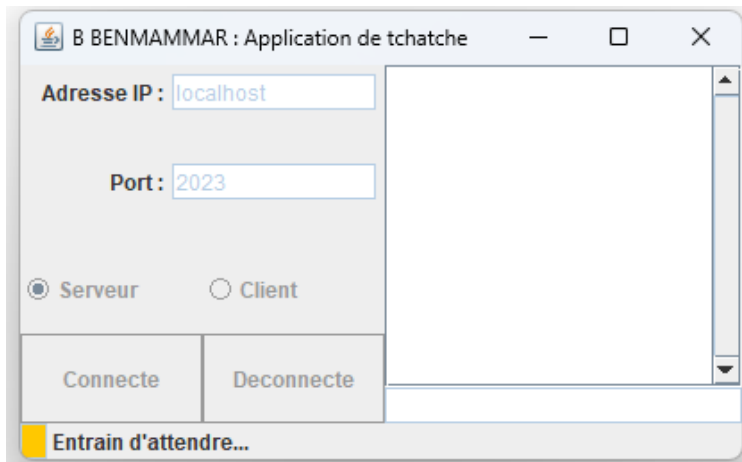 B BENMAMMAR : Application de tchatche
Adresse IP : localhost
Port : 2023
Serveur Client
Connecte Deconnecte
Entrain d'attendre...